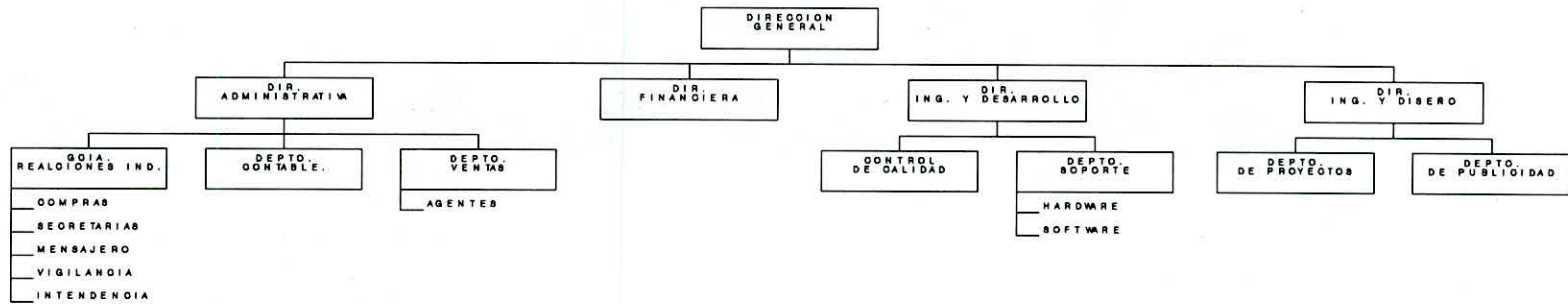 DIRECCION
GENERAL
DIR.
ADMINISTRATIVA
DIR.
FINANCIERA
DIR.
ING. Y DESARROLLO
DIR.
ING. Y DISEÑO
GCIA.
REALCIONES IND.
DEPTO.
CONTABLE.
DEPTO.
VENTAS
CONTROL
DE CALIDAD
DEPTO.
SOPORTE
DEPTO.
DE PROYECTOS
DEPTO.
DE PUBLICIDAD
COMPRAS
SECRETARIAS
MENSAJERO
VIGILANCIA
INTENDENCIA
AGENTES
HARDWARE
SOFTWARE